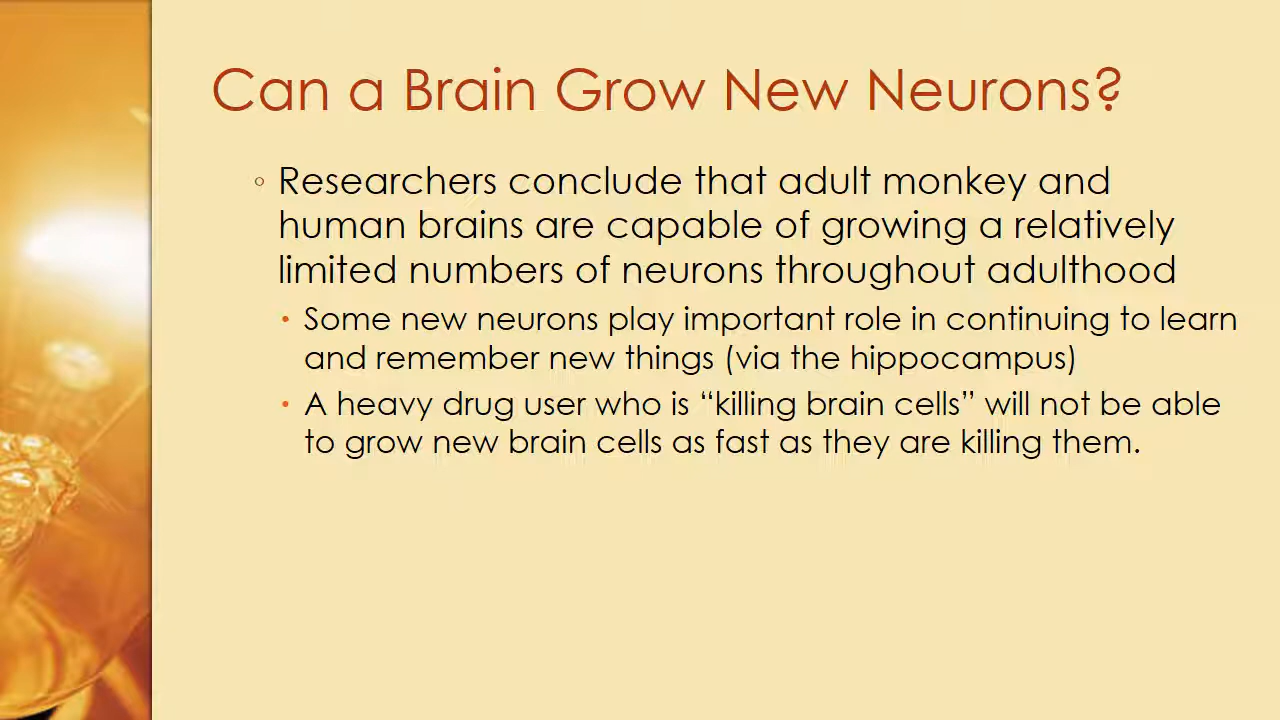 Can a Brain Grow New Neurons?
◦ Researchers conclude that adult monkey and
human brains are capable of growing a relatively
limited numbers of neurons throughout adulthood
• Some new neurons play important role in continuing to learn
and remember new things (via the hippocampus)
• A heavy drug user who is “killing brain cells” will not be able
to grow new brain cells as fast as they are killing them.